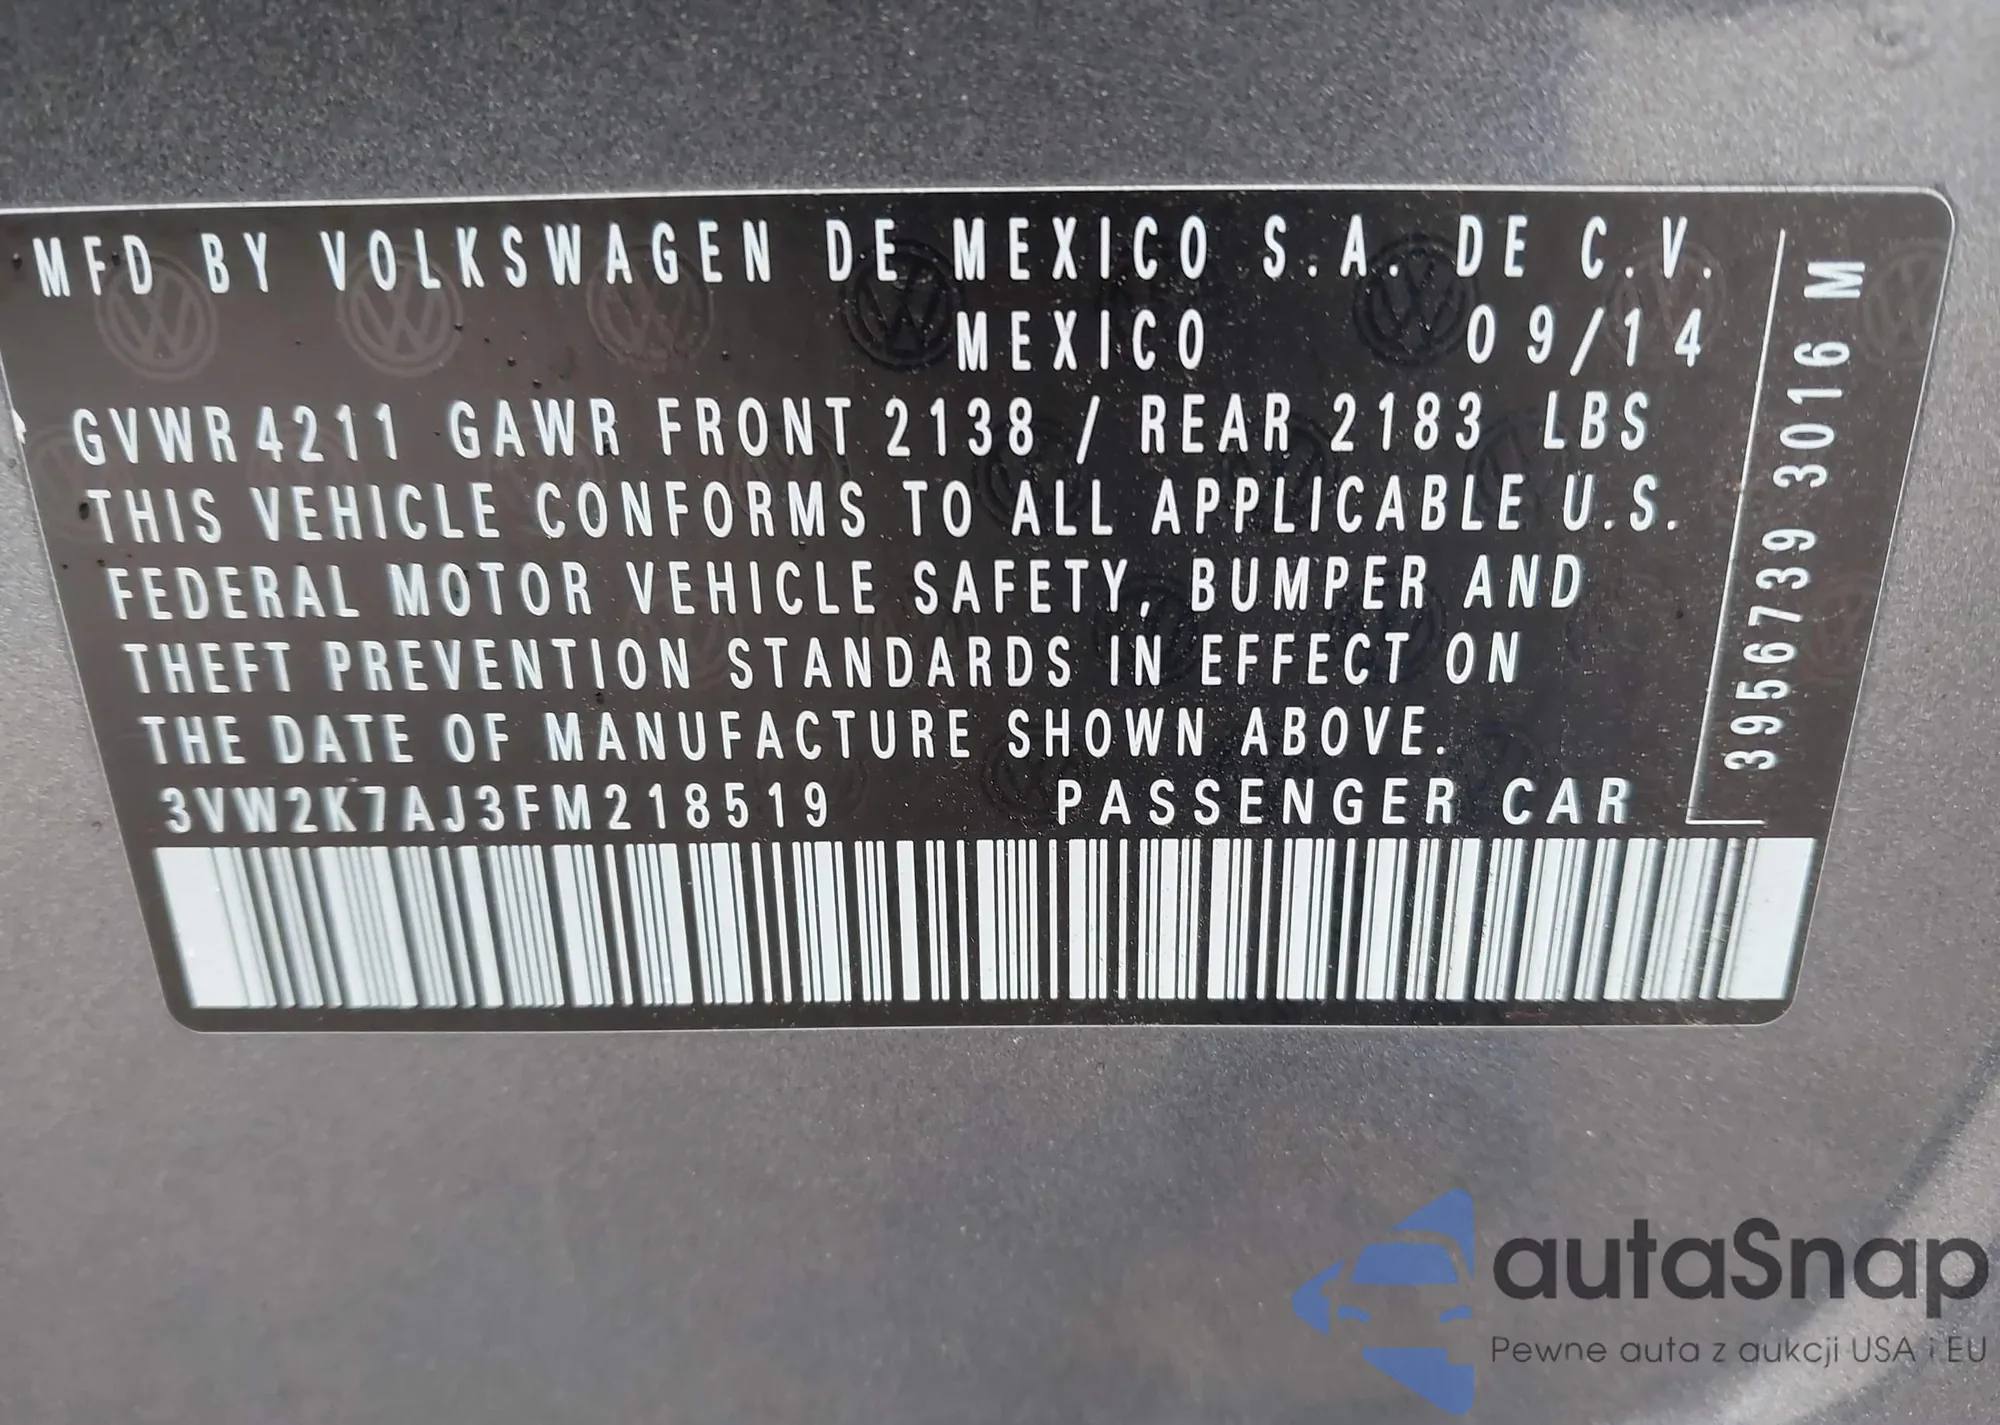 MFD BY VOLKSWAGEN DE MEXICO S.A. DE C.V.
MEXICO 09/14
GVWR 4211 GAWR FRONT 2138 / REAR 2183 LBS
THIS VEHICLE CONFORMS TO ALL APPLICABLE U.S.
FEDERAL MOTOR VEHICLE SAFETY, BUMPER AND
THEFT PREVENTION STANDARDS IN EFFECT ON
THE DATE OF MANUFACTURE SHOWN ABOVE.
3VW2K7AJ3FM218519 PASSENGER CAR
3956739 3016 M
autaSnap
Pewne auta z aukcji USA i EU